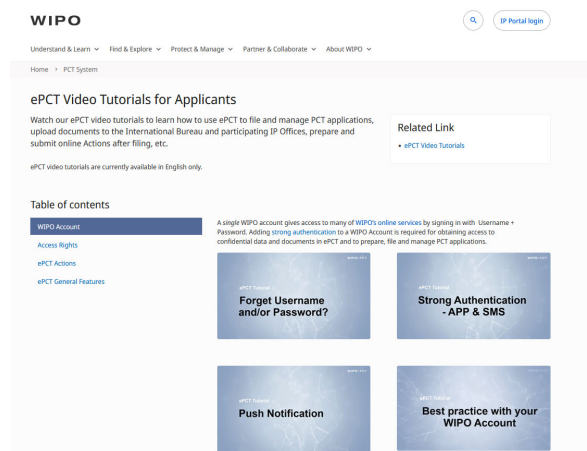 WIPO
IP Portal login
Understand & Learn
Find & Explore
Protect & Manage
Partner & Collaborate
About WIPO
Home
PCT System
ePCT Video Tutorials for Applicants
Watch our ePCT video tutorials to learn how to use ePCT to file and manage PCT applications,
upload documents to the International Bureau and participating IP Offices, prepare and
submit online Actions after filing, etc.
Related Link
• ePCT Video Tutorials
ePCT video tutorials are currently available in English only.
Table of contents
WIPO Account
Access Rights
ePCT Actions
ePCT General Features
A single WIPO account gives access to many of WIPO's online services by signing in with Username +
Password. Adding strong authentication to a WIPO Account is required for obtaining access to
confidential data and documents in ePCT and to prepare, file and manage PCT applications.
ePCT Tutorial
Forget Username
and/or Password?
ePCT Tutorial
Strong Authentication
- APP & SMS
ePCT Tutorial
Push Notification
ePCT Tutorial
Best practice with your
WIPO Account